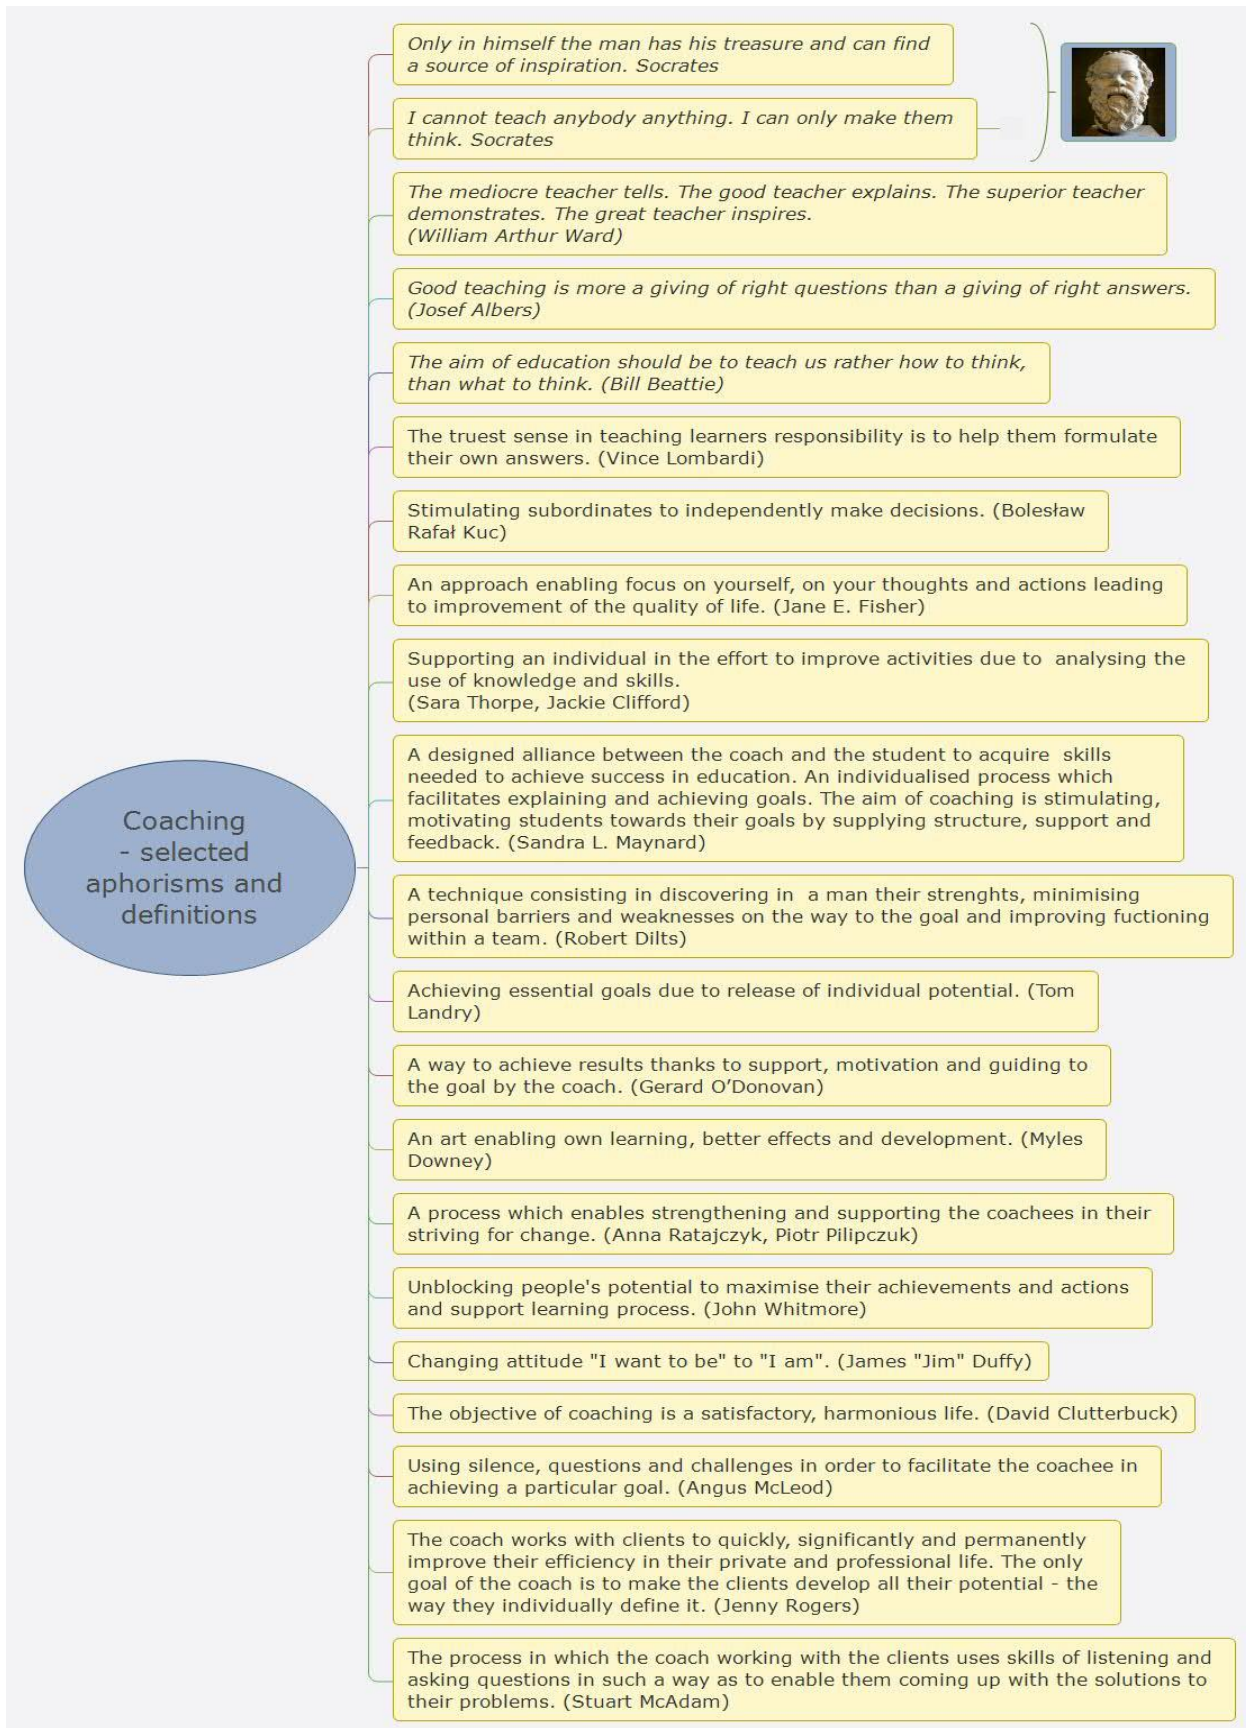 Only in himself the man has his treasure and can find
a source of inspiration. Socrates
I cannot teach anybody anything. I can only make them
think. Socrates
The mediocre teacher tells. The good teacher explains. The superior teacher
demonstrates. The great teacher inspires.
(William Arthur Ward)
Good teaching is more a giving of right questions than a giving of right answers.
(Josef Albers)
The aim of education should be to teach us rather how to think,
than what to think. (Bill Beattie)
The truest sense in teaching learners responsibility is to help them formulate
their own answers. (Vince Lombardi)
Stimulating subordinates to independently make decisions. (Bolesław
Rafał Kuc)
An approach enabling focus on yourself, on your thoughts and actions leading
to improvement of the quality of life. (Jane E. Fisher)
Supporting an individual in the effort to improve activities due to  analysing the
use of knowledge and skills.
(Sara Thorpe, Jackie Clifford)
A designed alliance between the coach and the student to acquire  skills
needed to achieve success in education. An individualised process which
facilitates explaining and achieving goals. The aim of coaching is stimulating,
motivating students towards their goals by supplying structure, support and
feedback. (Sandra L. Maynard)
Coaching
- selected
aphorisms and
definitions
A technique consisting in discovering in  a man their strenghts, minimising
personal barriers and weaknesses on the way to the goal and improving fuctioning
within a team. (Robert Dilts)
Achieving essential goals due to release of individual potential. (Tom
Landry)
A way to achieve results thanks to support, motivation and guiding to
the goal by the coach. (Gerard O’Donovan)
An art enabling own learning, better effects and development. (Myles
Downey)
A process which enables strengthening and supporting the coachees in their
striving for change. (Anna Ratajczyk, Piotr Pilipczuk)
Unblocking people's potential to maximise their achievements and actions
and support learning process. (John Whitmore)
Changing attitude "I want to be" to "I am". (James "Jim" Duffy)
The objective of coaching is a satisfactory, harmonious life. (David Clutterbuck)
Using silence, questions and challenges in order to facilitate the coachee in
achieving a particular goal. (Angus McLeod)
The coach works with clients to quickly, significantly and permanently
improve their efficiency in their private and professional life. The only
goal of the coach is to make the clients develop all their potential - the
way they individually define it. (Jenny Rogers)
The process in which the coach working with the clients uses skills of listening and
asking questions in such a way as to enable them coming up with the solutions to
their problems. (Stuart McAdam)